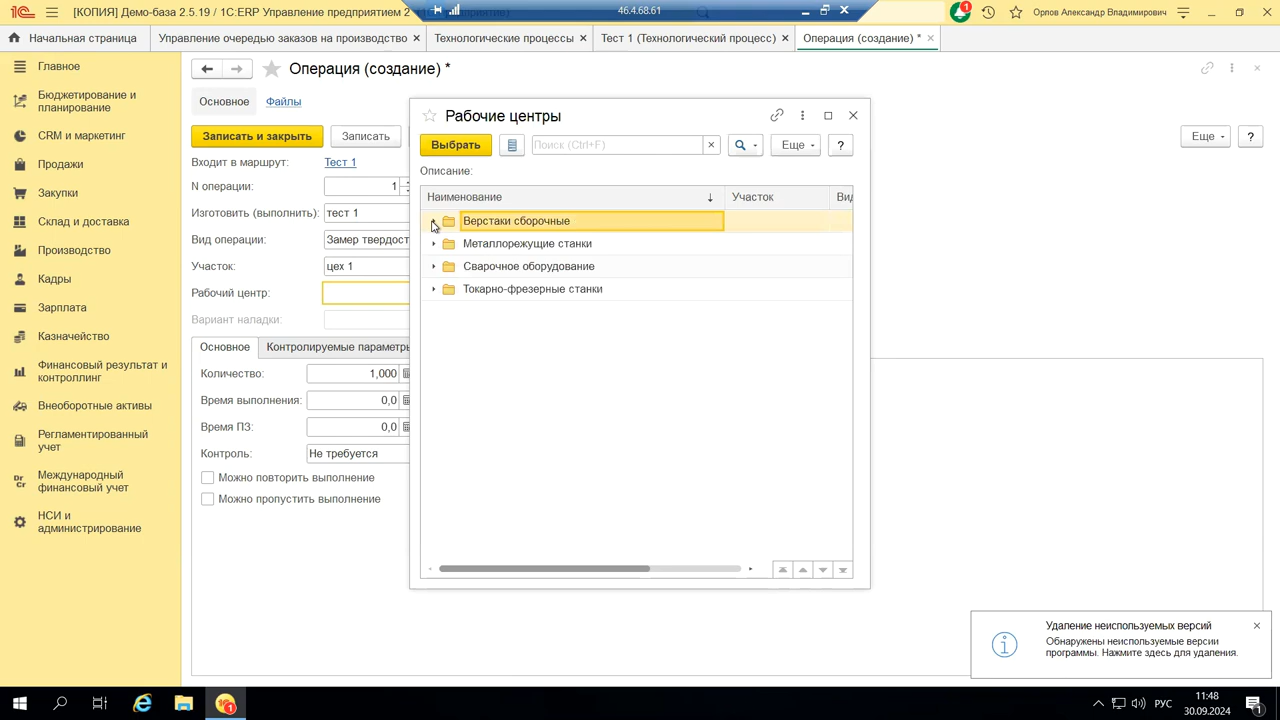 [КОПИЯ] Демо-база 2.5.19 / 1С:ERP Управление предприятием 2
46.4.68.61
Орлов Александр Владимирович
Начальная страница
Управление очередью заказов на производство ×
Технологические процессы ×
Тест 1 (Технологический процесс) ×
Операция (создание) * ×
Главное
Бюджетирование и
планирование
CRM и маркетинг
Продажи
Закупки
Склад и доставка
Производство
Кадры
Зарплата
Казначейство
Финансовый результат и
контроллинг
Внеоборотные активы
Регламентированный
учет
Международный
финансовый учет
НСИ и
администрирование
Операция (создание) *
Основное
Файлы
Записать и закрыть
Записать
Еще
?
Входит в маршрут:
Тест 1
N операции:
1
Изготовить (выполнить):
тест 1
Вид операции:
Замер твердост
Участок:
цех 1
Рабочий центр:
Вариант наладки:
Основное
Контролируемые параметры
Количество:
1,000
Время выполнения:
0,0
Время ПЗ:
0,0
Контроль:
Не требуется
Можно повторить выполнение
Можно пропустить выполнение
Рабочие центры
Выбрать
Поиск (Ctrl+F)
×
Еще
?
Описание:
Наименование
Участок
Вид
Верстаки сборочные
Металлорежущие станки
Сварочное оборудование
Токарно-фрезерные станки
Удаление неиспользуемых версий
Обнаружены неиспользуемые версии
программы. Нажмите здесь для удаления.
РУС
11:48
30.09.2024